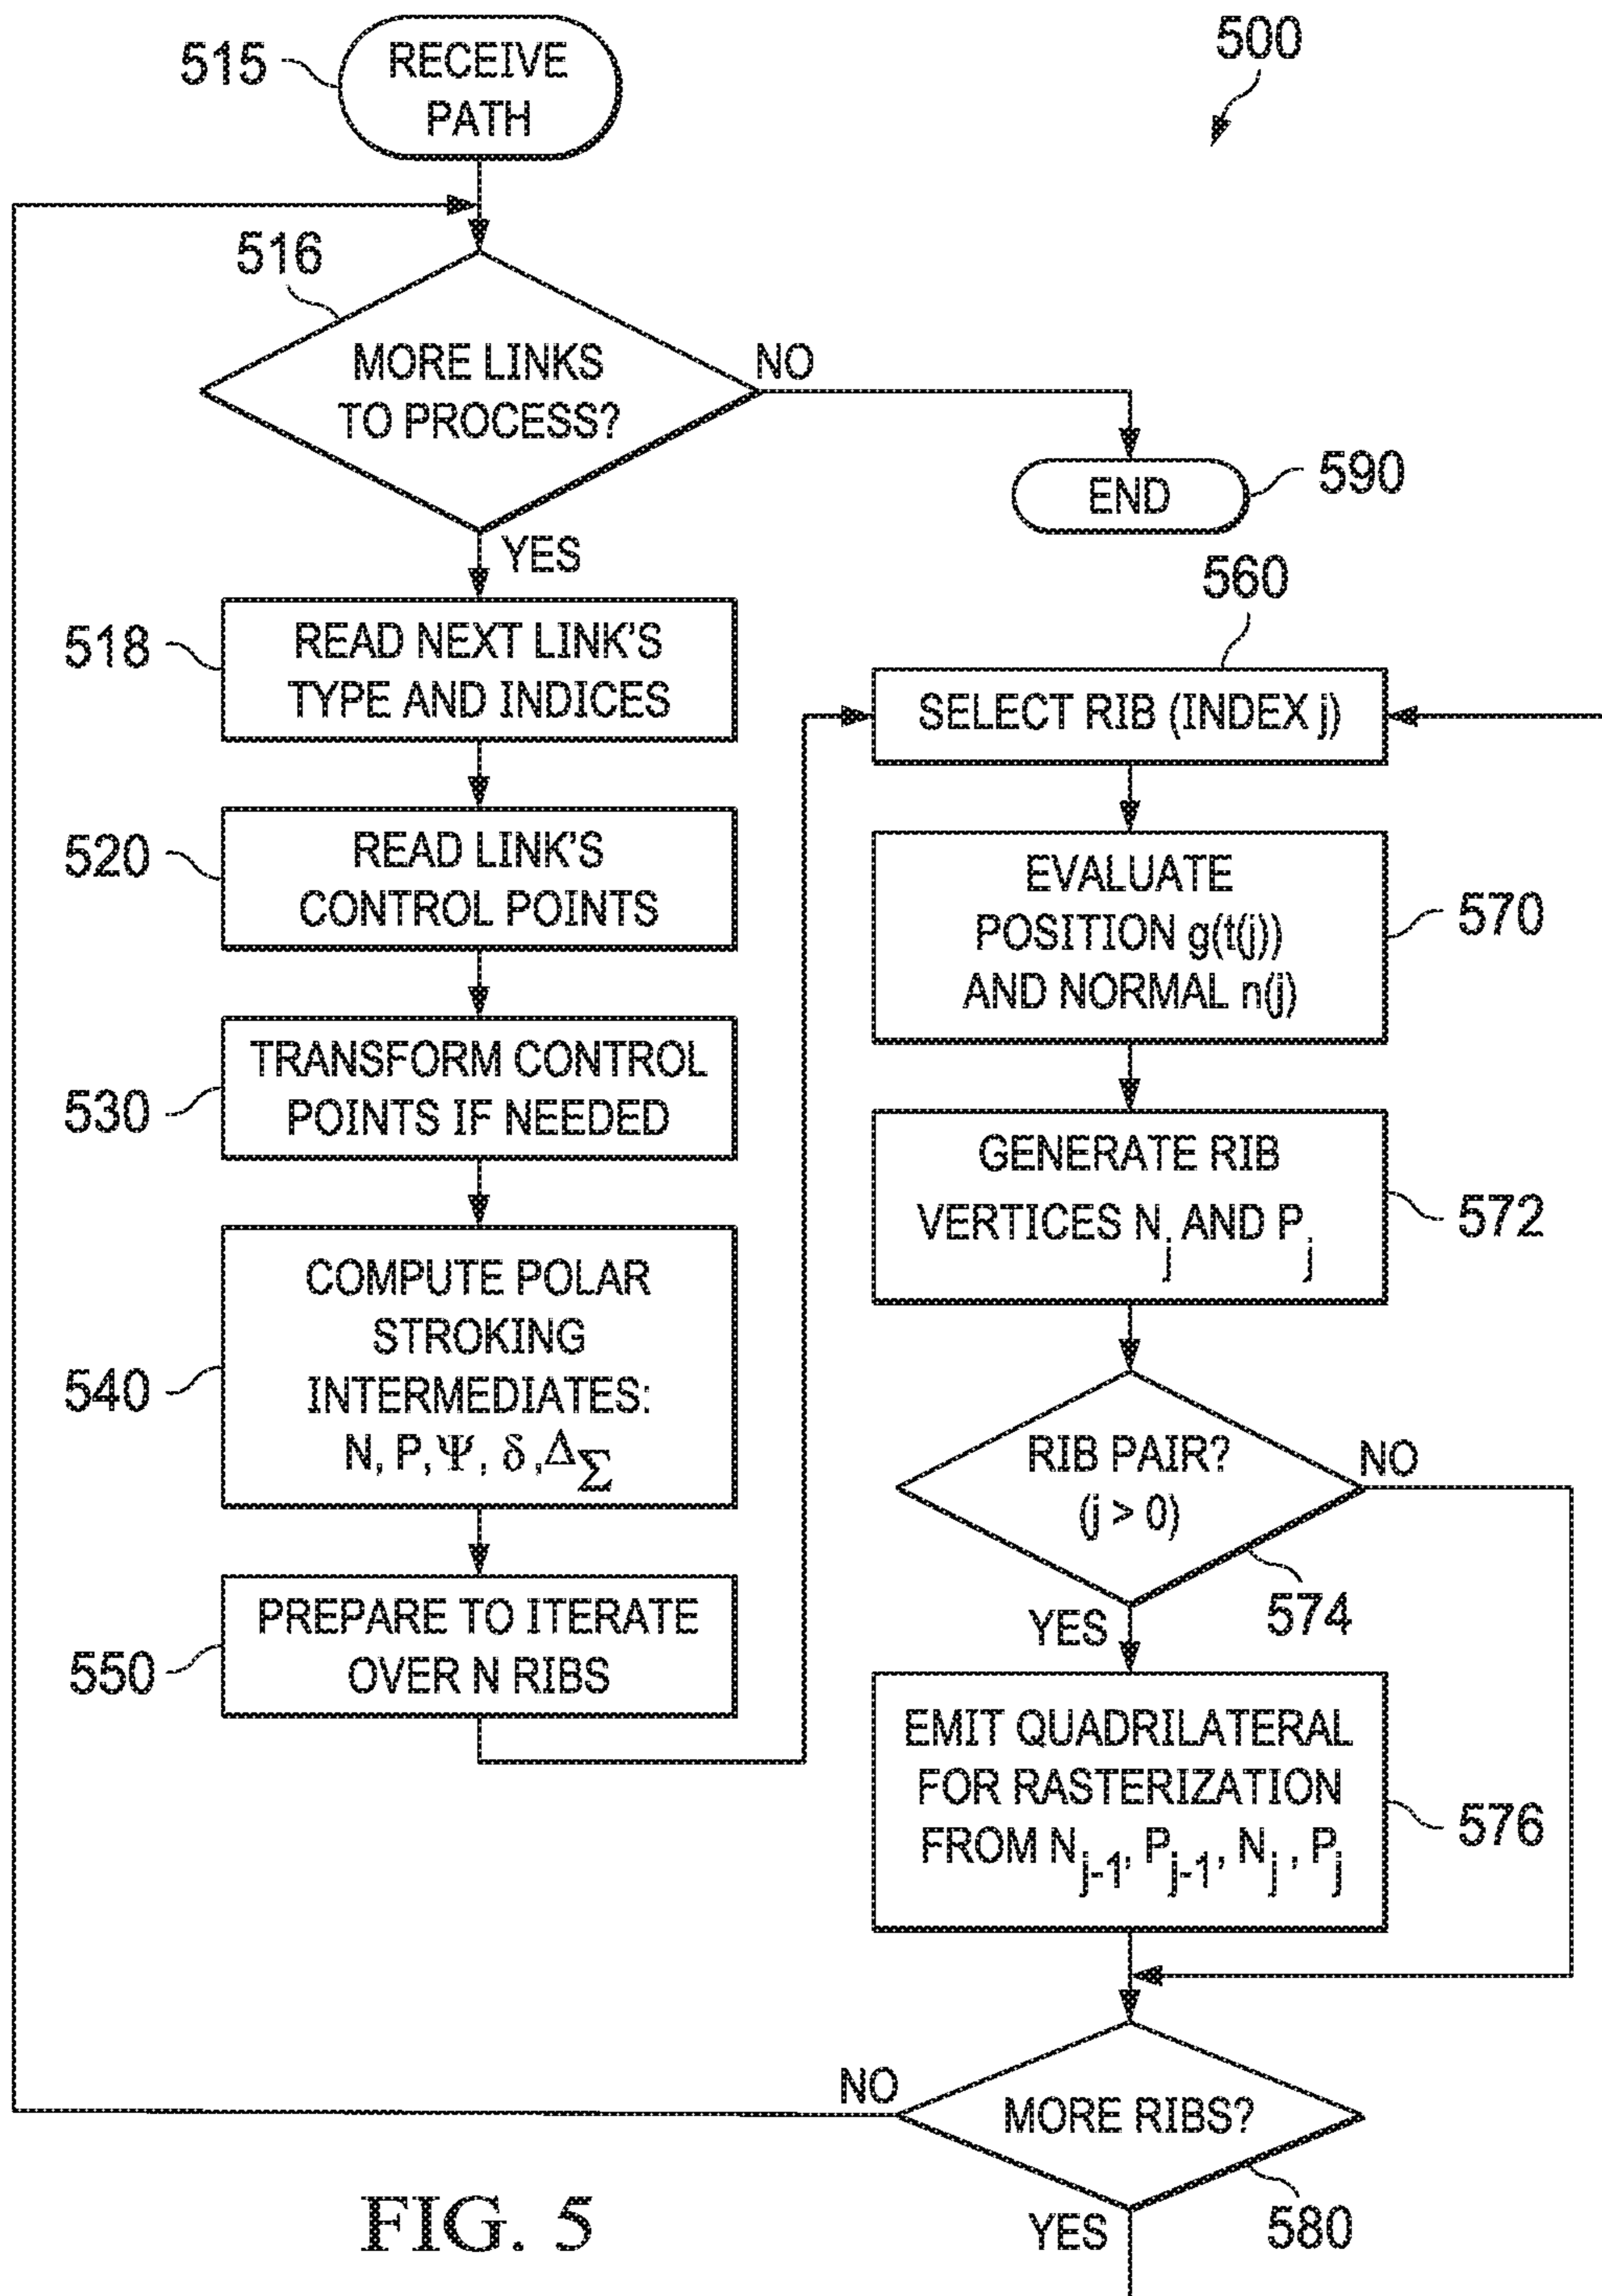 500
515
RECEIVE
PATH
516
MORE LINKS
TO PROCESS?
NO
END
590
YES
518
READ NEXT LINK'S
TYPE AND INDICES
520
READ LINK'S
CONTROL POINTS
530
TRANSFORM CONTROL
POINTS IF NEEDED
540
COMPUTE POLAR
STROKING
INTERMEDIATES:
N, P, Ψ, δ, ΔΣ
550
PREPARE TO ITERATE
OVER N RIBS
560
SELECT RIB (INDEX j)
EVALUATE
POSITION g(t(j))
AND NORMAL n(j)
570
GENERATE RIB
VERTICES Nj AND Pj
572
RIB PAIR?
(j > 0)
NO
574
YES
EMIT QUADRILATERAL
FOR RASTERIZATION
FROM Nj-1, Pj-1, Nj, Pj
576
NO
MORE RIBS?
580
YES
FIG. 5